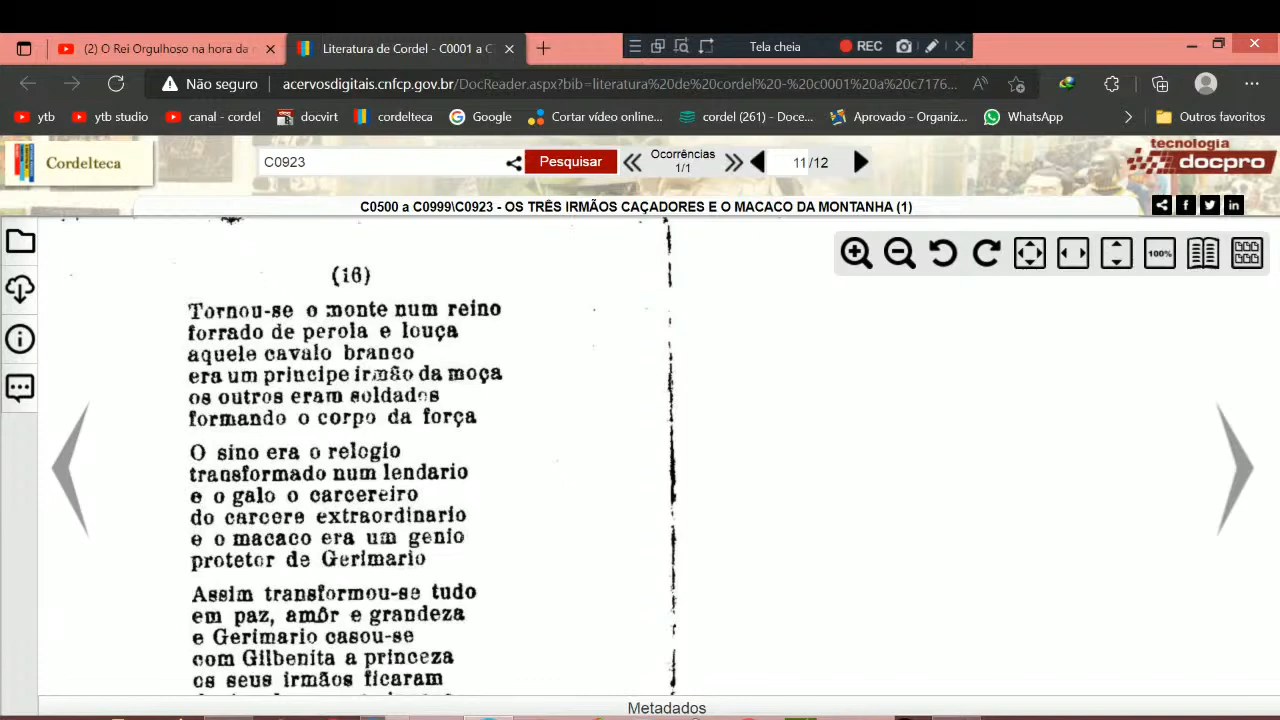 (2) O Rei Orgulhoso na hora da
Literatura de Cordel - C0001 a C
Tela cheia
REC
Não seguro
acervosdigitais.cnfcp.gov.br/DocReader.aspx?bib=literatura%20de%20cordel%20-%20c0001%20a%20c7176...
ytb
ytb studio
canal - cordel
docvirt
cordelteca
Google
Cortar vídeo online...
cordel (261) - Doce...
Aprovado - Organiz...
WhatsApp
Outros favoritos
Cordelteca
C0923
Pesquisar
Ocorrências
1/1
11/12
tecnologia
docpro
C0500 a C0999\C0923 - OS TRÊS IRMÃOS CAÇADORES E O MACACO DA MONTANHA (1)
100%
(16)
Tornou-se o monte num reino
forrado de perola e louça
aquele cavalo branco
era um principe irmão da moça
os outros eram soldados
formando o corpo da força
O sino era o relogio
transformado num lendario
e o galo o carcereiro
do carcere extraordinario
e o macaco era um genio
protetor de Gerimario
Assim transformou-se tudo
em paz, amôr e grandeza
e Gerimario casou-se
com Gilbenita a princeza
os seus irmãos ficaram
Metadados